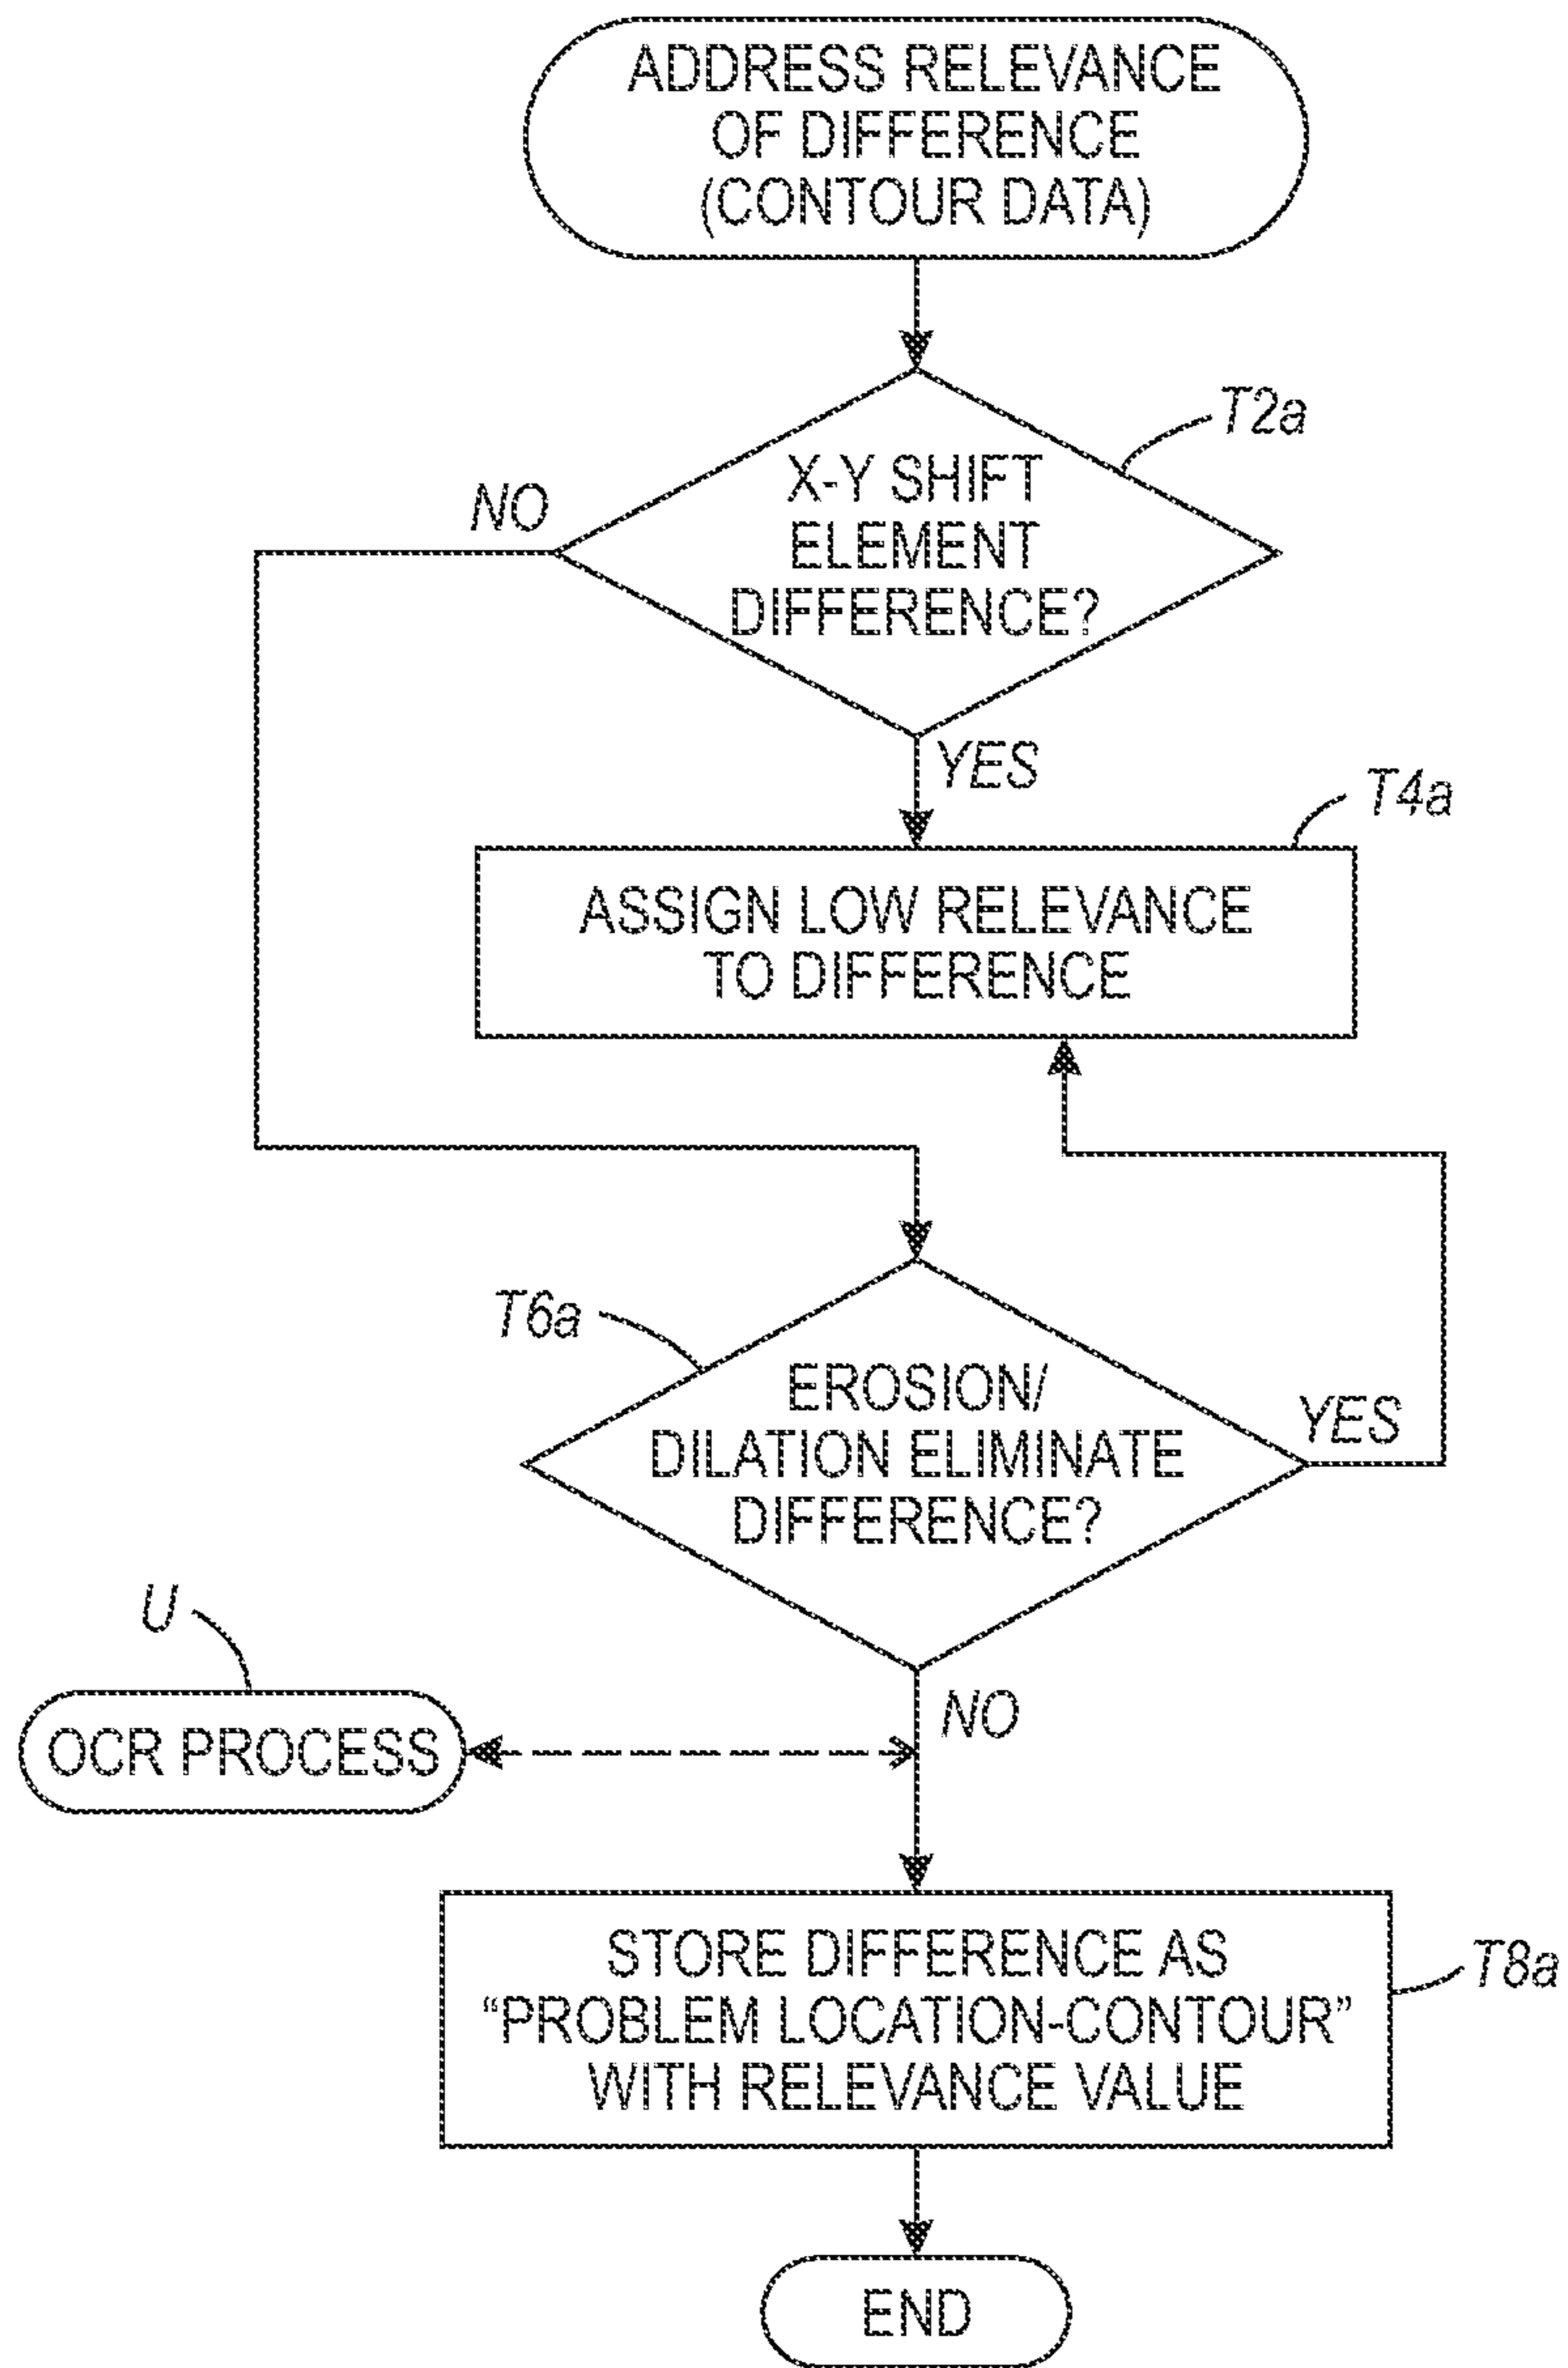 ADDRESS RELEVANCE
OF DIFFERENCE
(CONTOUR DATA)
T2a
X-Y SHIFT
ELEMENT
DIFFERENCE?
NO
YES
T4a
ASSIGN LOW RELEVANCE
TO DIFFERENCE
T6a
EROSION/
DILATION ELIMINATE
DIFFERENCE?
YES
U
NO
OCR PROCESS
STORE DIFFERENCE AS
“PROBLEM LOCATION-CONTOUR”
WITH RELEVANCE VALUE
T8a
END